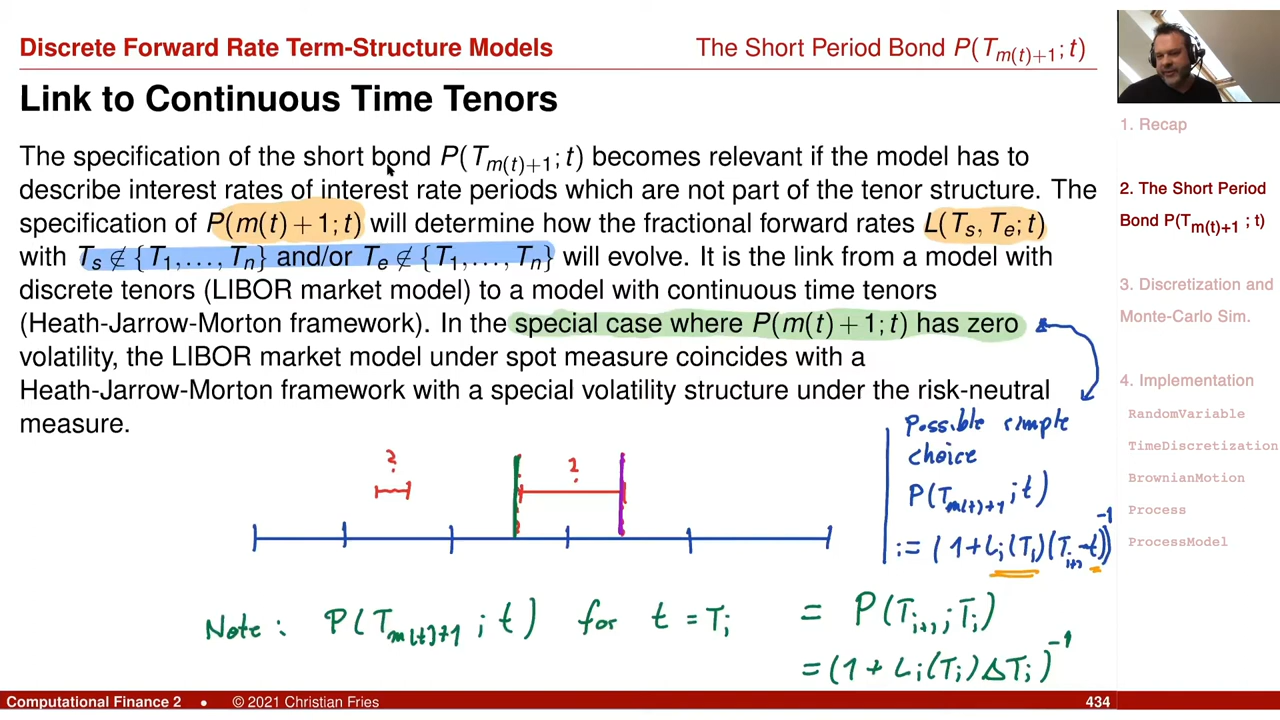 Discrete Forward Rate Term-Structure Models
The Short Period Bond P(T_{m(t)+1}; t)
Link to Continuous Time Tenors
The specification of the short bond P(T_{m(t)+1}; t) becomes relevant if the model has to
describe interest rates of interest rate periods which are not part of the tenor structure. The
specification of P(m(t) + 1; t) will determine how the fractional forward rates L(T_s, T_e; t)
with T_s ∉ {T_1, . . . , T_n} and/or T_e ∉ {T_1, . . . , T_n} will evolve. It is the link from a model with
discrete tenors (LIBOR market model) to a model with continuous time tenors
(Heath-Jarrow-Morton framework). In the special case where P(m(t) + 1; t) has zero
volatility, the LIBOR market model under spot measure coincides with a
Heath-Jarrow-Morton framework with a special volatility structure under the risk-neutral
measure.
Possible simple
choice
P(T_{m(t)+1} ; t)
:= (1 + L_i(T_i)(T_{i+1} - t))^{-1}
?
?
Note: P(T_{m(t)+1} ; t) for t = T_i = P(T_{i+1} ; T_i)
= (1 + L_i(T_i) ΔT_i)^{-1}
1. Recap
2. The Short Period
Bond P(T_{m(t)+1} ; t)
3. Discretization and
Monte-Carlo Sim.
4. Implementation
RandomVariable
TimeDiscretization
BrownianMotion
Process
ProcessModel
Computational Finance 2 • © 2021 Christian Fries
434